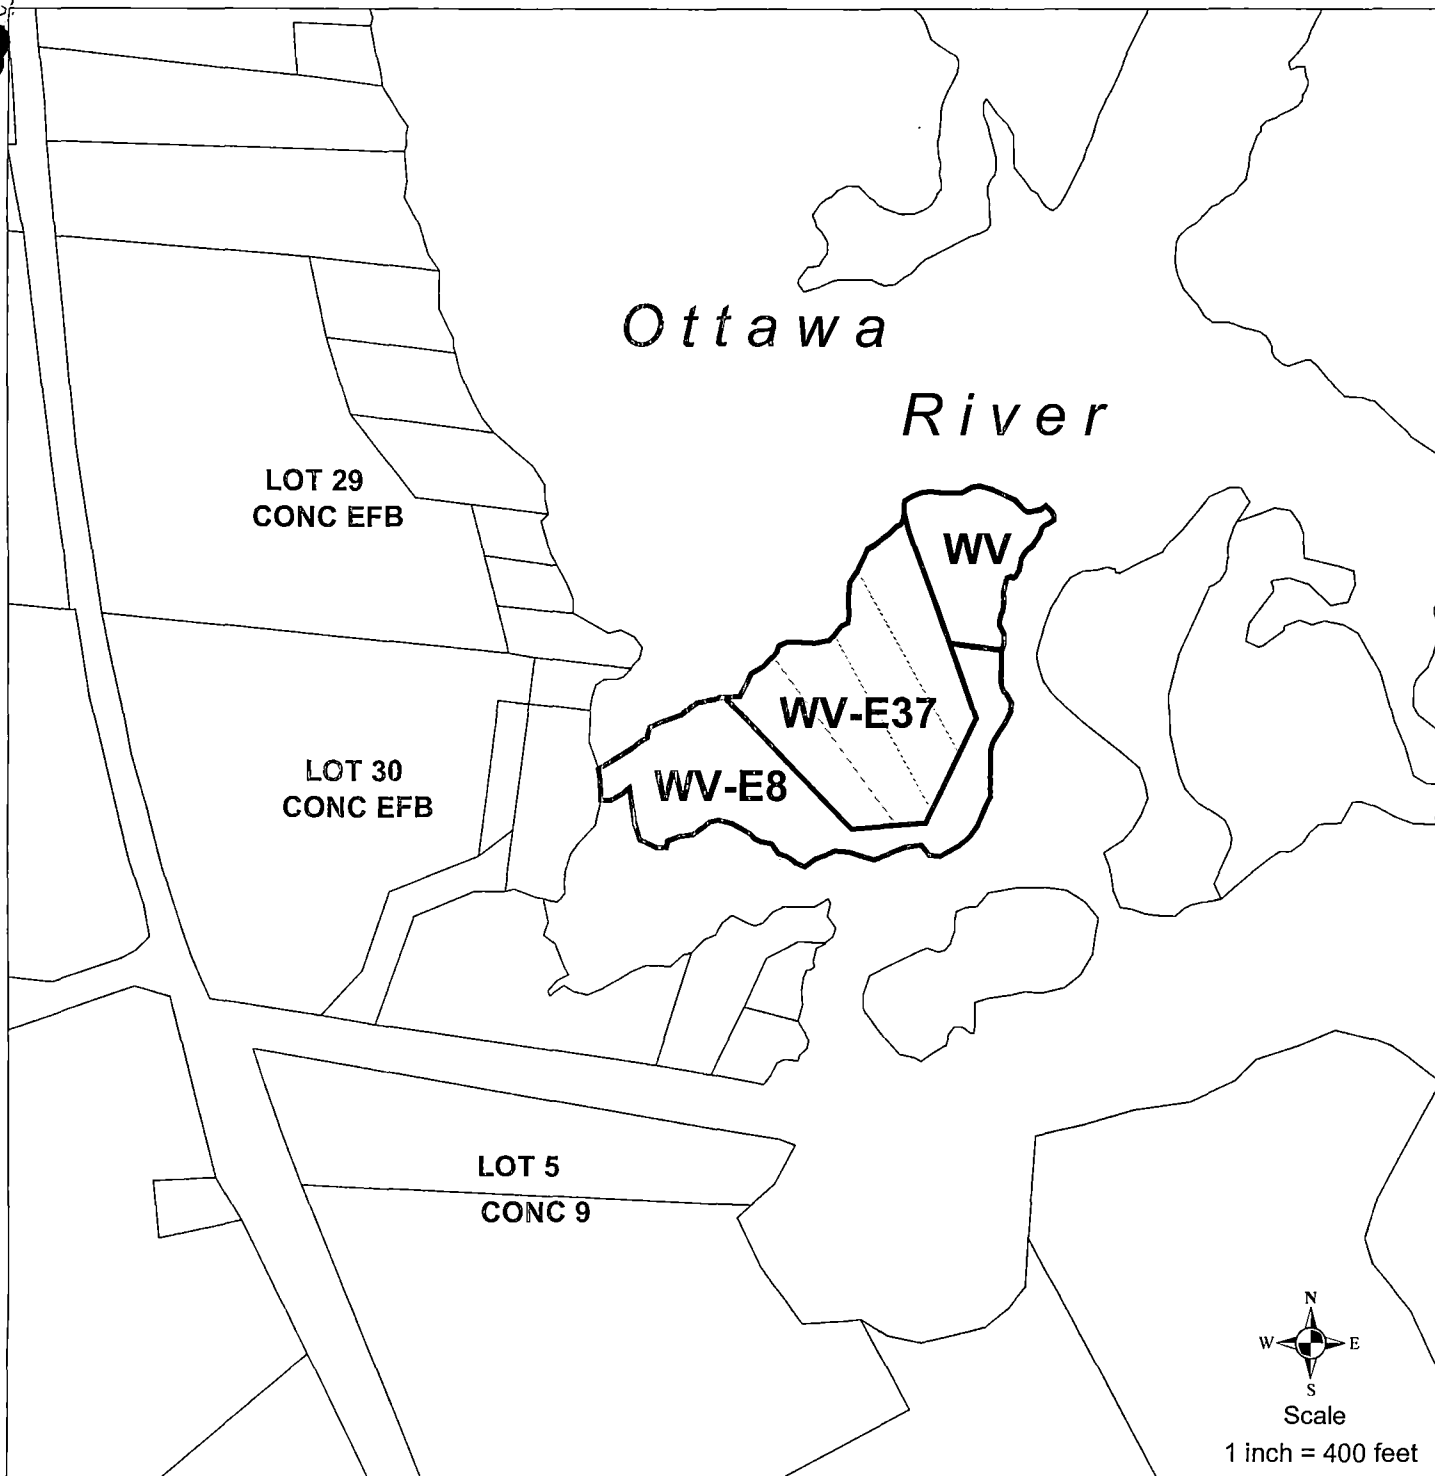 Ottawa
River
LOT 29
CONC EFB
WV
WV-E37
LOT 30
CONC EFB
WV-E8
LOT 5
CONC 9
N
W E
S
Scale
1 inch = 400 feet